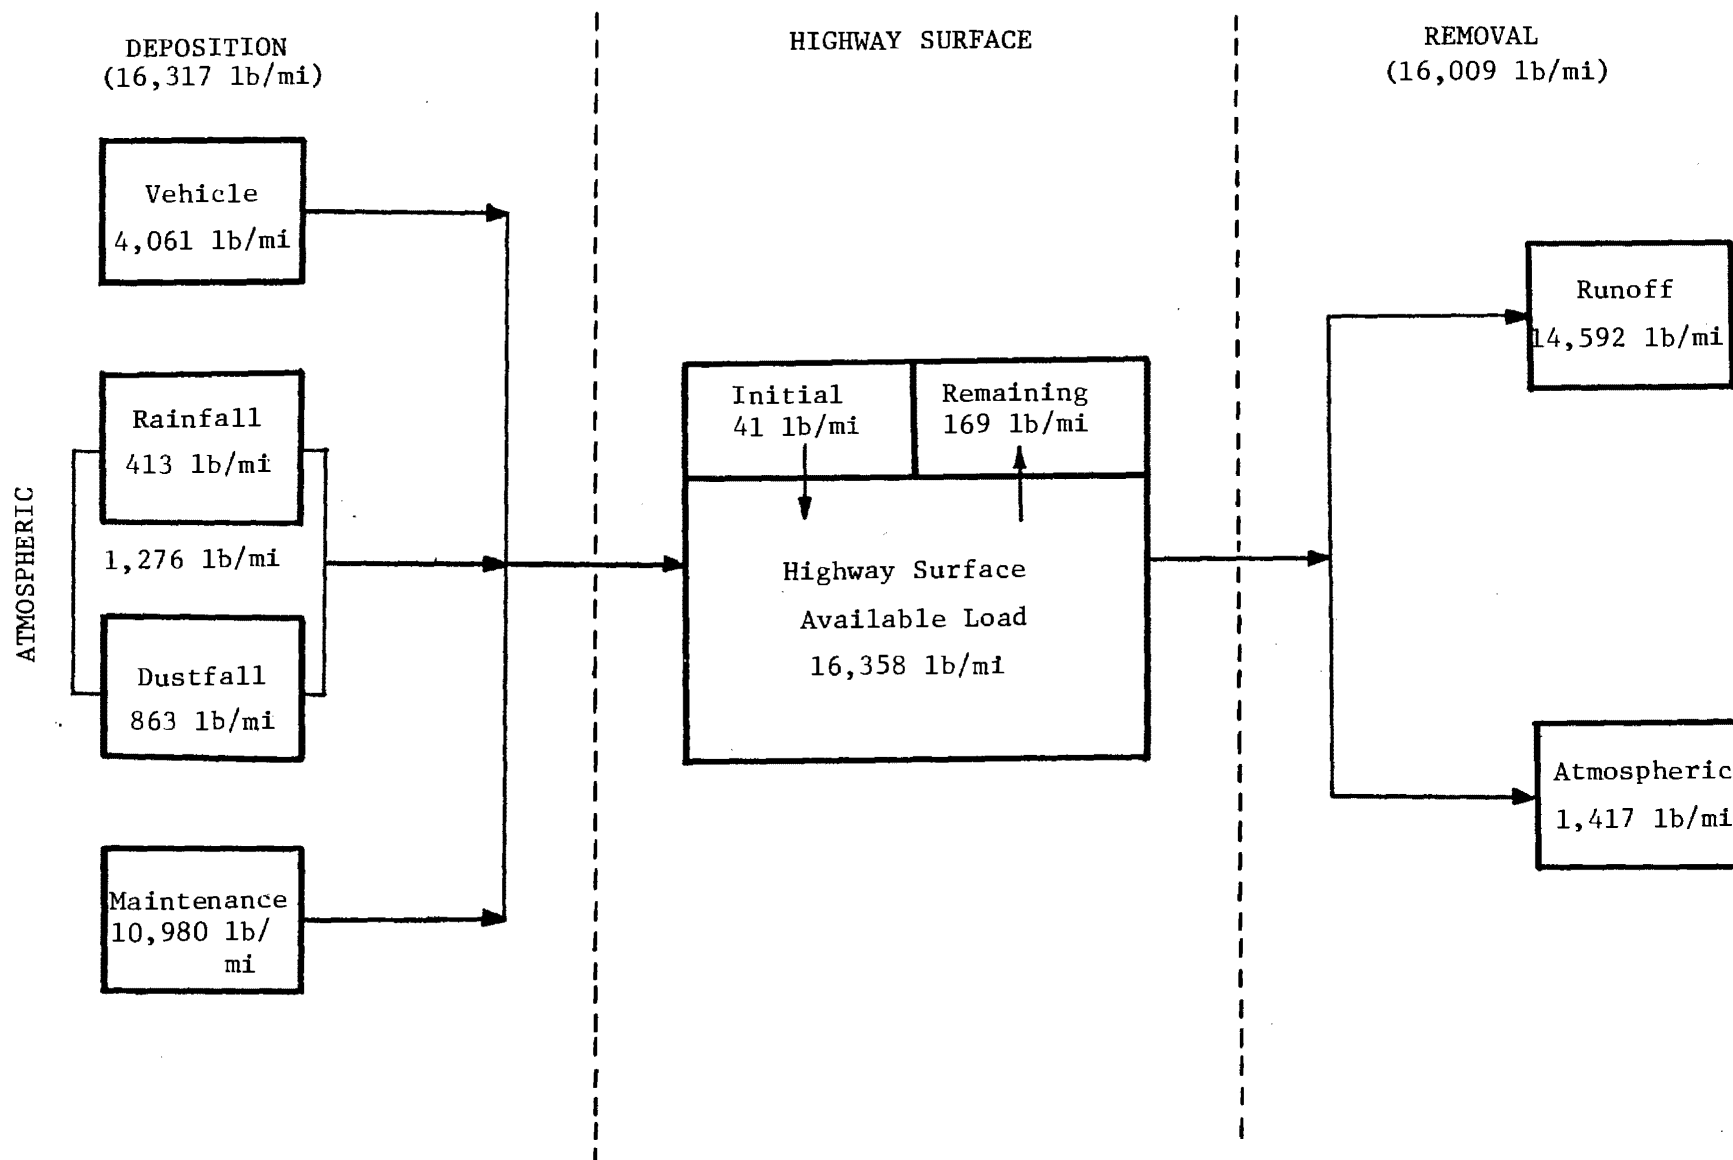 DEPOSITION
(16,317 lb/mi)
HIGHWAY SURFACE
REMOVAL
(16,009 lb/mi)
Vehicle
4,061 lb/mi
ATMOSPHERIC
Rainfall
413 lb/mi
1,276 lb/mi
Dustfall
863 lb/mi
Maintenance
10,980 lb/
mi
Initial
41 lb/mi
Remaining
169 lb/mi
Highway Surface
Available Load
16,358 lb/mi
Runoff
14,592 lb/mi
Atmospheric
1,417 lb/mi